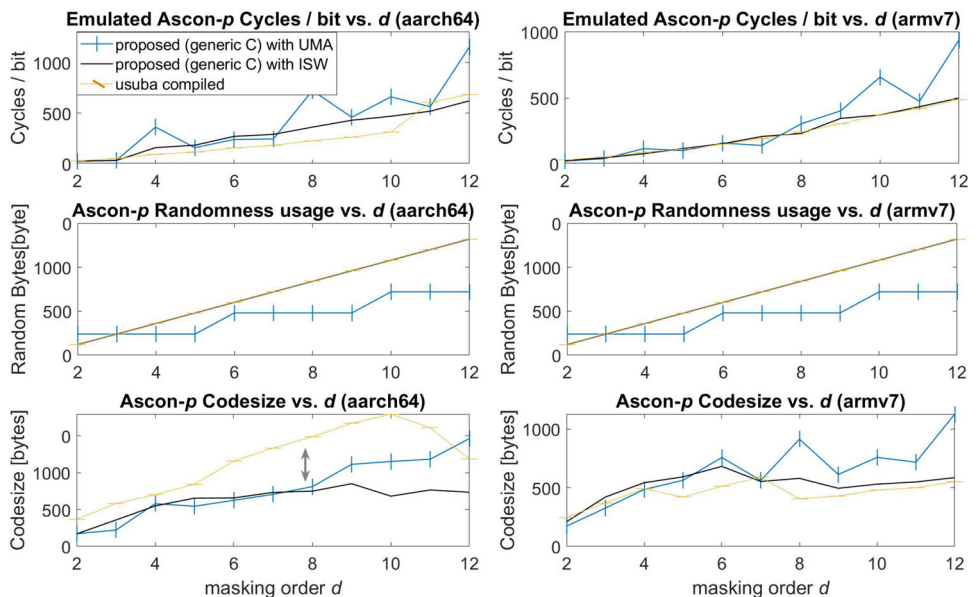 Emulated Ascon-p Cycles / bit vs. d (aarch64)
Cycles / bit
1000
500
0
proposed (generic C) with UMA
proposed (generic C) with ISW
usuba compiled
2 4 6 8 10 12
Emulated Ascon-p Cycles / bit vs. d (armv7)
Cycles / bit
1000
500
0
2 4 6 8 10 12
Ascon-p Randomness usage vs. d (aarch64)
Random Bytes[byte]
0
1000
500
0
2 4 6 8 10 12
Ascon-p Randomness usage vs. d (armv7)
Random Bytes[byte]
0
1000
500
0
2 4 6 8 10 12
Ascon-p Codesize vs. d (aarch64)
Codesize [bytes]
0
1000
500
0
2 4 6 8 10 12
masking order d
Ascon-p Codesize vs. d (armv7)
Codesize [bytes]
1000
500
0
2 4 6 8 10 12
masking order d